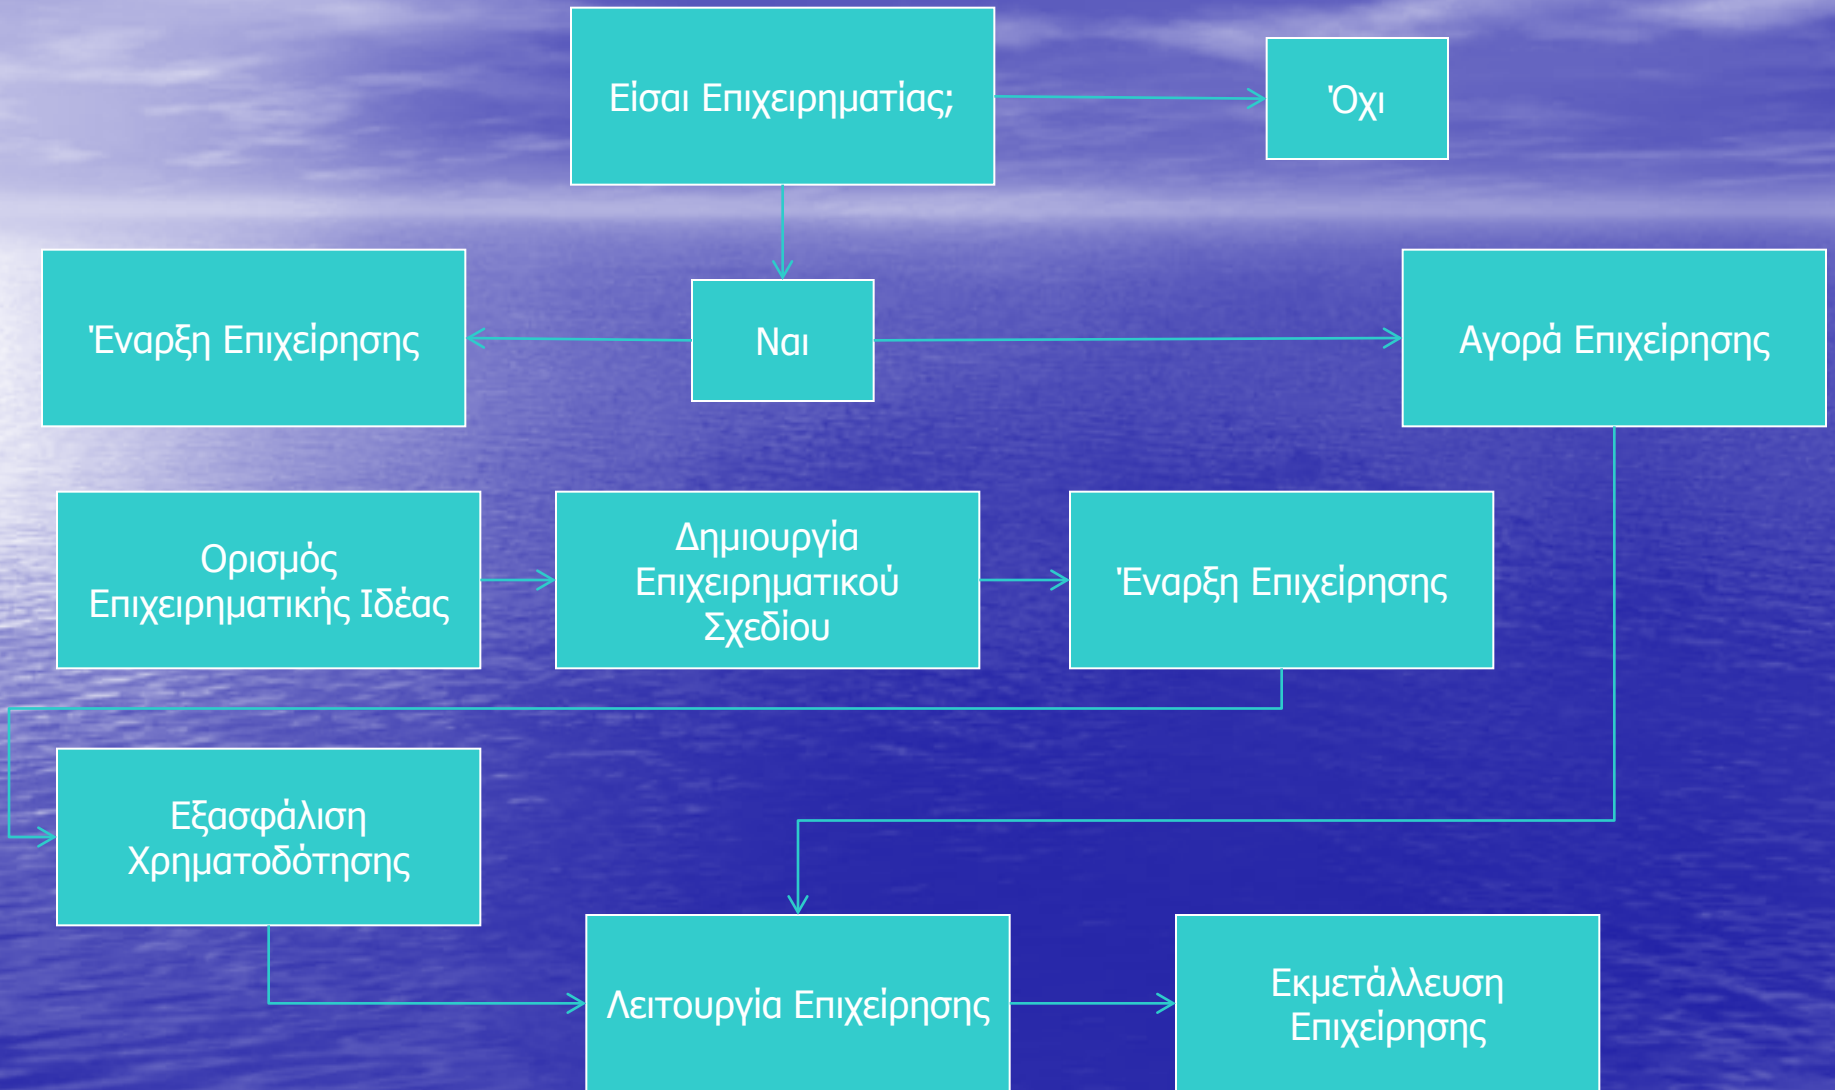 Είσαι Επιχειρηματίας;
Όχι
Έναρξη Επιχείρησης
Ναι
Αγορά Επιχείρησης
Ορισμός
Επιχειρηματικής Ιδέας
Δημιουργία
Επιχειρηματικού
Σχεδίου
Έναρξη Επιχείρησης
Εξασφάλιση
Χρηματοδότησης
Λειτουργία Επιχείρησης
Εκμετάλλευση
Επιχείρησης